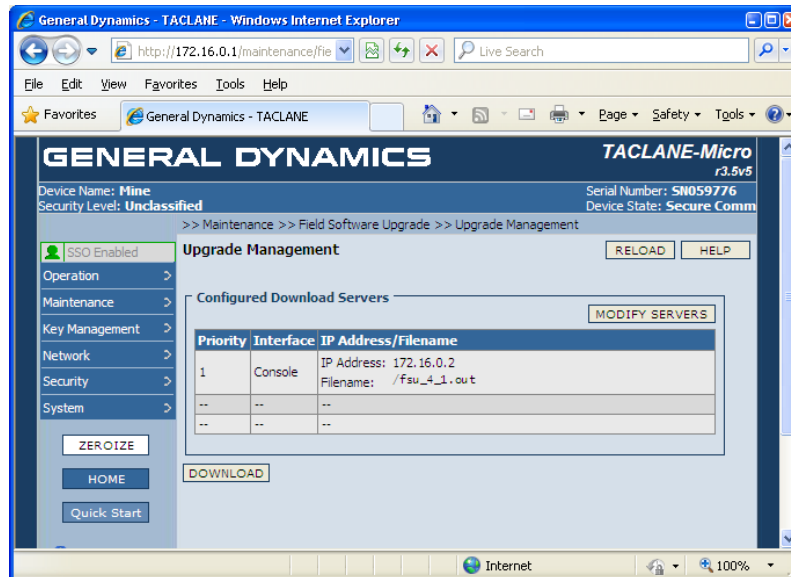 General Dynamics - TACLANE - Windows Internet Explorer
http://172.16.0.1/maintenance/fie
Live Search
File Edit View Favorites Tools Help
Favorites
General Dynamics - TACLANE
Page Safety Tools
GENERAL DYNAMICS
TACLANE-Micro
r3.5v5
Device Name: Mine
Serial Number: SN059776
Security Level: Unclassified
Device State: Secure Comm
>> Maintenance >> Field Software Upgrade >> Upgrade Management
SSO Enabled
Upgrade Management
RELOAD
HELP
Operation >
Maintenance >
Key Management >
Network >
Security >
System >
ZEROIZE
HOME
Quick Start
Configured Download Servers
MODIFY SERVERS
Priority Interface IP Address/Filename
1 Console IP Address: 172.16.0.2
Filename: /fsu_4_1.out
-- -- --
-- -- --
DOWNLOAD
Internet
100%